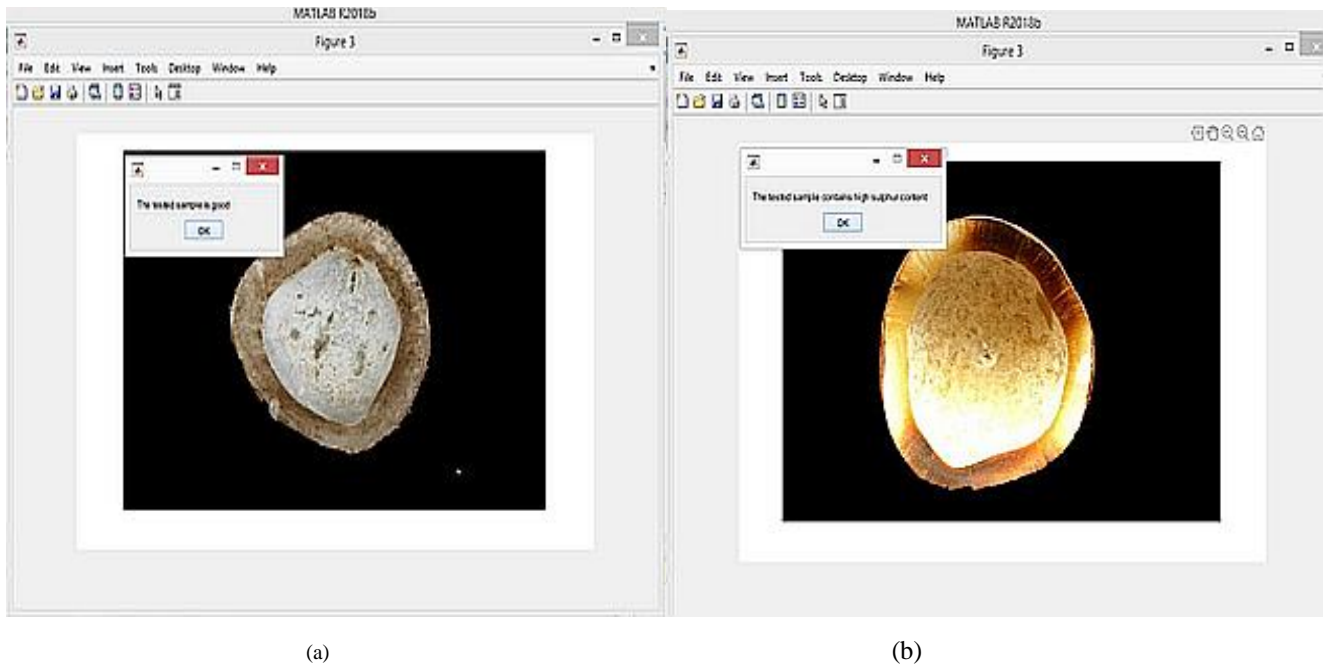 MATLAB R2018b
Figure 3
File Edit View Insert Tools Desktop Window Help
The tested sample is good
OK
(a)
MATLAB R2018b
Figure 3
File Edit View Insert Tools Desktop Window Help
The tested sample contains high sulphur content
OK
(b)